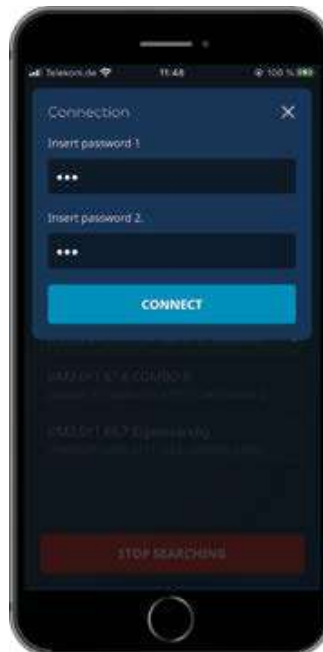 Telekom.de 11:48 100 %
Connection
Insert password 1
•••
Insert password 2.
•••
CONNECT
STOP SEARCHING